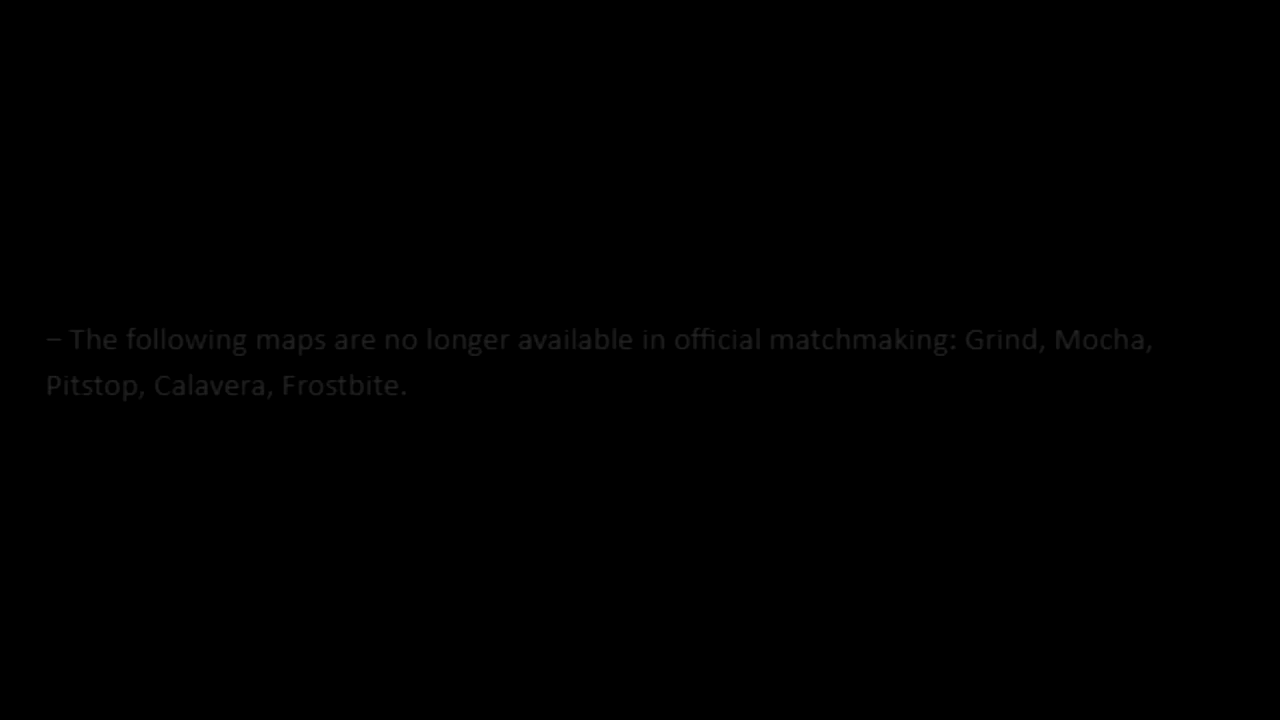 – The following maps are no longer available in official matchmaking: Grind, Mocha,
Pitstop, Calavera, Frostbite.